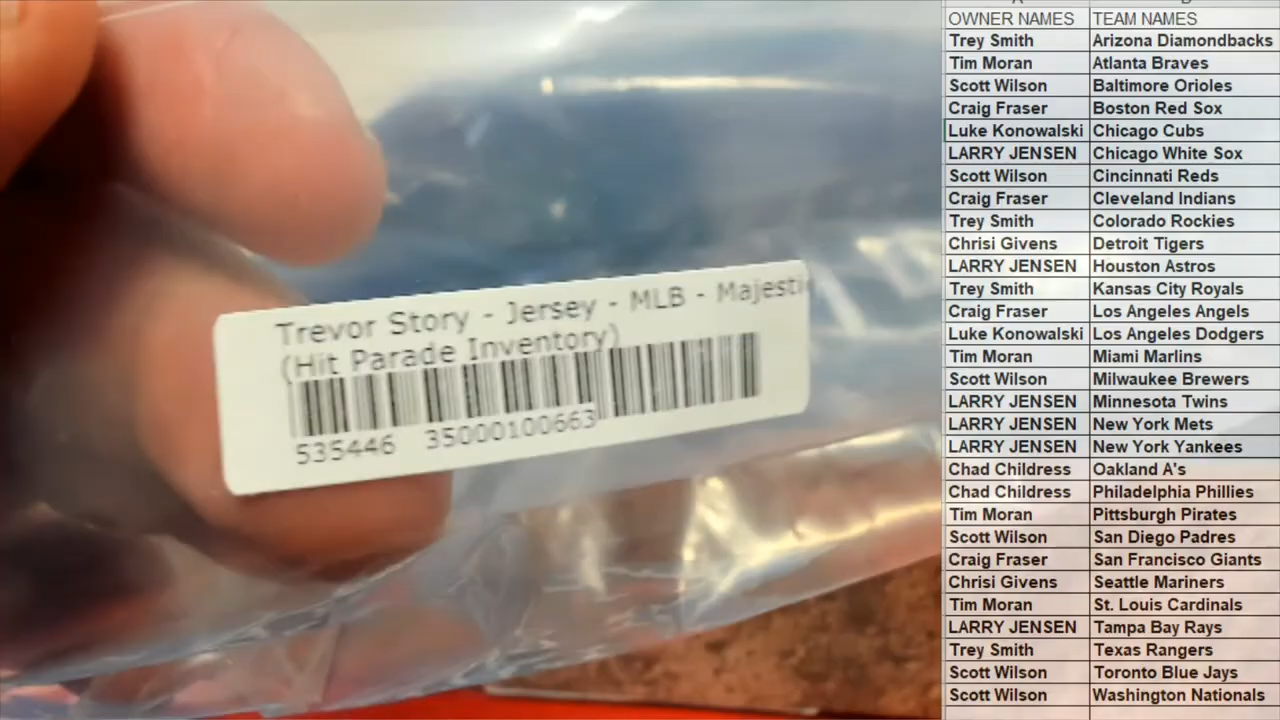 Trevor Story - Jersey - MLB - Majesti
(Hit Parade Inventory)
535446 35000100663
OWNER NAMES TEAM NAMES
Trey Smith Arizona Diamondbacks
Tim Moran Atlanta Braves
Scott Wilson Baltimore Orioles
Craig Fraser Boston Red Sox
Luke Konowalski Chicago Cubs
LARRY JENSEN Chicago White Sox
Scott Wilson Cincinnati Reds
Craig Fraser Cleveland Indians
Trey Smith Colorado Rockies
Chrisi Givens Detroit Tigers
LARRY JENSEN Houston Astros
Trey Smith Kansas City Royals
Craig Fraser Los Angeles Angels
Luke Konowalski Los Angeles Dodgers
Tim Moran Miami Marlins
Scott Wilson Milwaukee Brewers
LARRY JENSEN Minnesota Twins
LARRY JENSEN New York Mets
LARRY JENSEN New York Yankees
Chad Childress Oakland A's
Chad Childress Philadelphia Phillies
Tim Moran Pittsburgh Pirates
Scott Wilson San Diego Padres
Craig Fraser San Francisco Giants
Chrisi Givens Seattle Mariners
Tim Moran St. Louis Cardinals
LARRY JENSEN Tampa Bay Rays
Trey Smith Texas Rangers
Scott Wilson Toronto Blue Jays
Scott Wilson Washington Nationals